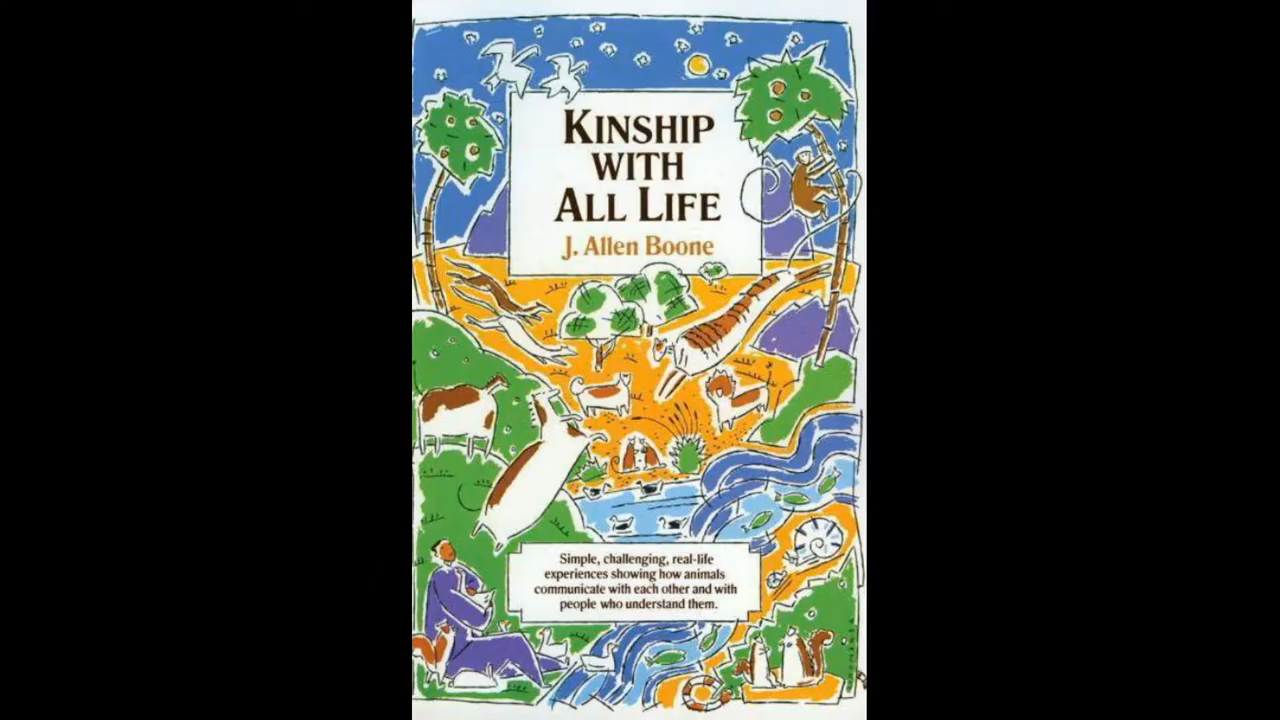 KINSHIP
WITH
ALL LIFE
J. Allen Boone
Simple, challenging, real-life
experiences showing how animals
communicate with each other and with
people who understand them.